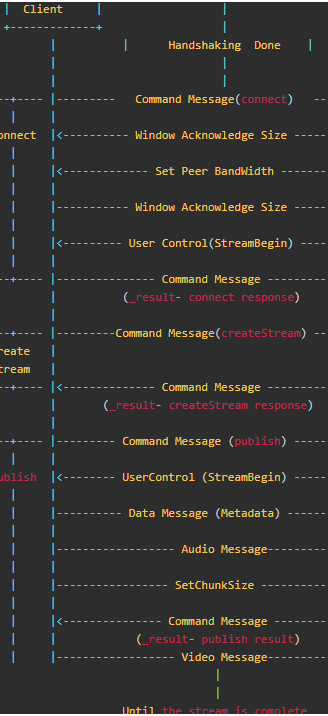 | Client |
+-------------+ |
| | Handshaking Done |
| |
| |
--+---- |--------- Command Message(connect) --
| |
onnect |<---------- Window Acknowledge Size ------
| |
| |<-------------- Set Peer BandWidth -------
| |
| |---------- Window Acknowledge Size ------
| |
| |<--------- User Control(StreamBegin) -----
| |
--+---- |<-------------- Command Message ---------
| (_result- connect response)
|
--+---- |---------Command Message(createStream) --
reate |
tream |
--+---- |<-------------- Command Message ---------
| (_result- createStream response)
|
--+---- |--------- Command Message (publish) -----
| |
ublish |<--------- UserControl (StreamBegin) -----
| |
| |---------- Data Message (Metadata) -------
| |
| |------------------ Audio Message---------
| |
| |----------------- SetChunkSize -----------
| |
| |<--------------- Command Message ---------
| | (_result- publish result)
| |------------------ Video Message---------
|
|
Until the stream is complete